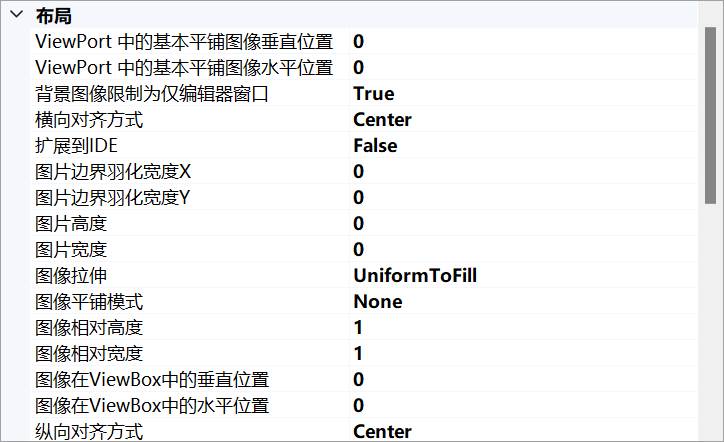 布局
ViewPort 中的基本平铺图像垂直位置 0
ViewPort 中的基本平铺图像水平位置 0
背景图像限制为仅编辑器窗口 True
横向对齐方式 Center
扩展到IDE False
图片边界羽化宽度X 0
图片边界羽化宽度Y 0
图片高度 0
图片宽度 0
图像拉伸 UniformToFill
图像平铺模式 None
图像相对高度 1
图像相对宽度 1
图像在ViewBox中的垂直位置 0
图像在ViewBox中的水平位置 0
纵向对齐方式 Center